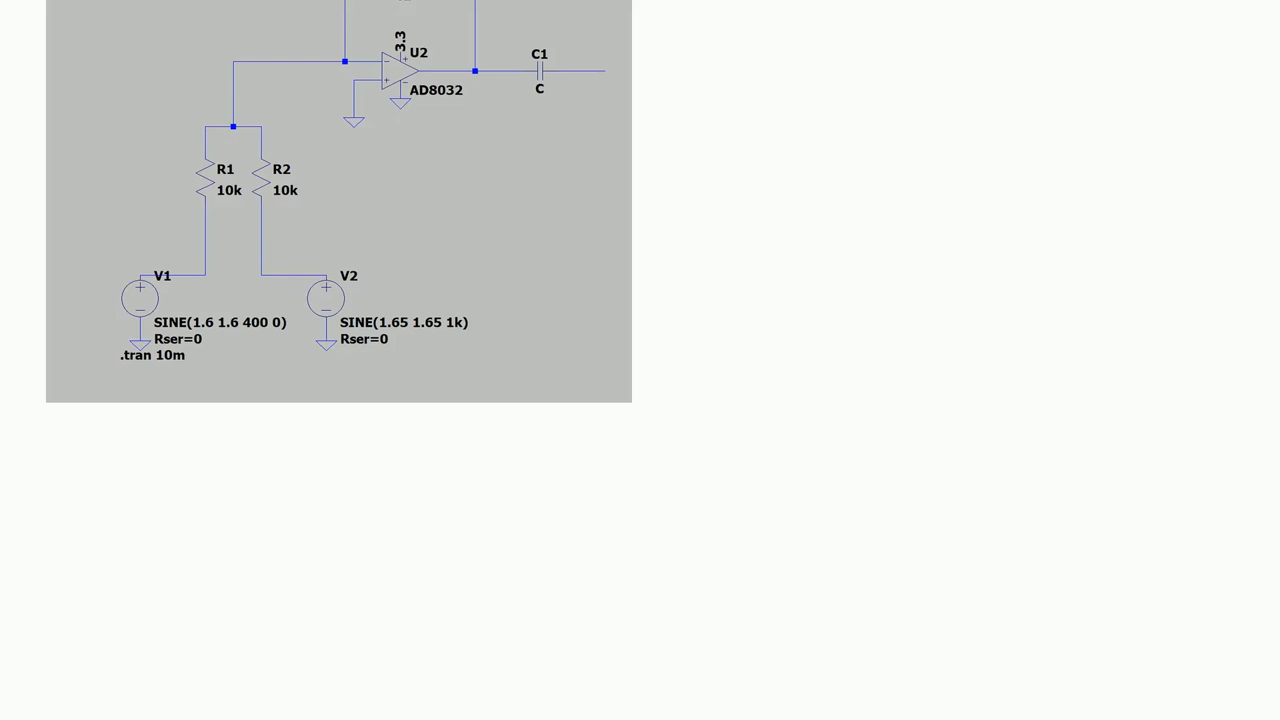 3.3
U2
AD8032
C1
C
R1
10k
R2
10k
V1
SINE(1.6 1.6 400 0)
Rser=0
.tran 10m
V2
SINE(1.65 1.65 1k)
Rser=0